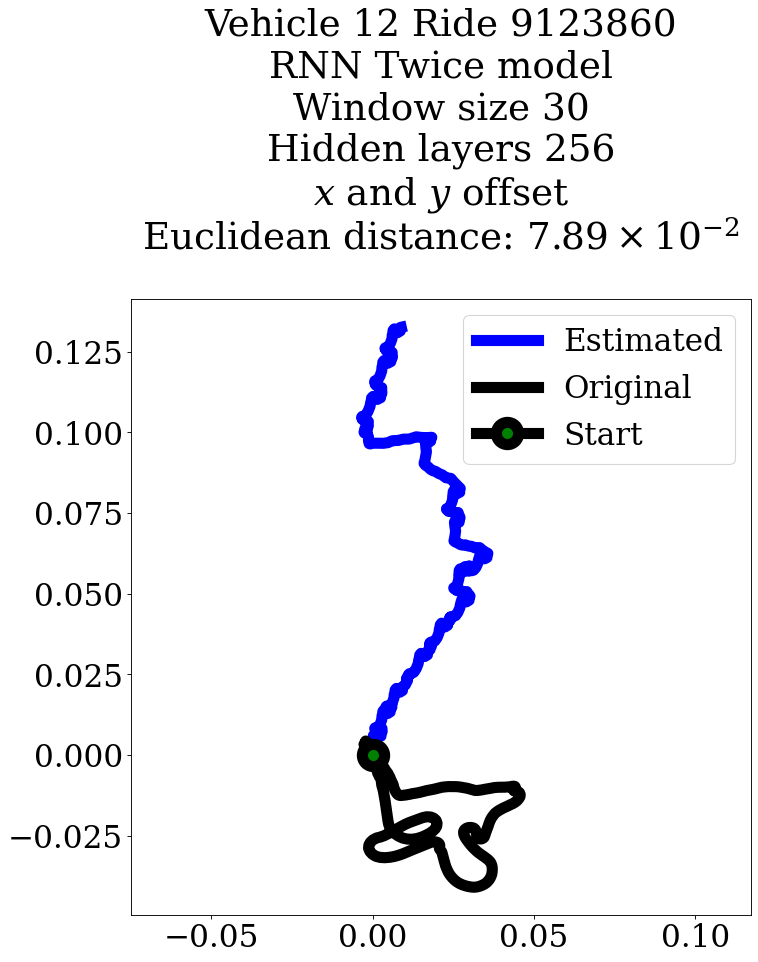 Vehicle 12 Ride 9123860
RNN Twice model
Window size 30
Hidden layers 256
x and y offset
Euclidean distance: 7.89 × 10⁻²
Estimated
Original
Start
0.125
0.100
0.075
0.050
0.025
0.000
−0.025
−0.05 0.00 0.05 0.10